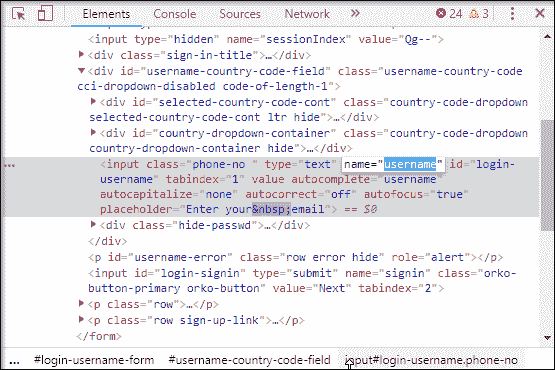 Elements Console Sources » 24 3
<input type="hidden" name="sessionIndex" value="Qg--">
<div class="sign-in-title">…</div>
<div id="username-country-code-field" class="username-country-code
cci-dropdown-disabled code-of-length-1">
<div id="selected-country-code-cont" class="country-code-dropdown
selected-country-code-cont ltr hide">…</div>
<div id="country-dropdown-container" class="country-code-dropdown
country-dropdown-container hide">…</div>
… <input class="phone-no " type="text" name="username" id="login-
username" tabindex="1" value autocomplete="username"
autocapitalize="none" autocorrect="off" autofocus="true"
placeholder="Enter your&nbsp;email"> == $0
<div class="hide-passwd">…</div>
</div>
<p id="username-error" class="row error hide" role="alert"></p>
<input id="login-signin" type="submit" name="signin" class="orko-
button-primary orko-button" value="Next" tabindex="2">
<p class="row">…</p>
<p class="row sign-up-link">…</p>
</form>
... #login-username-form #username-country-code-field input#login-username.phone-no